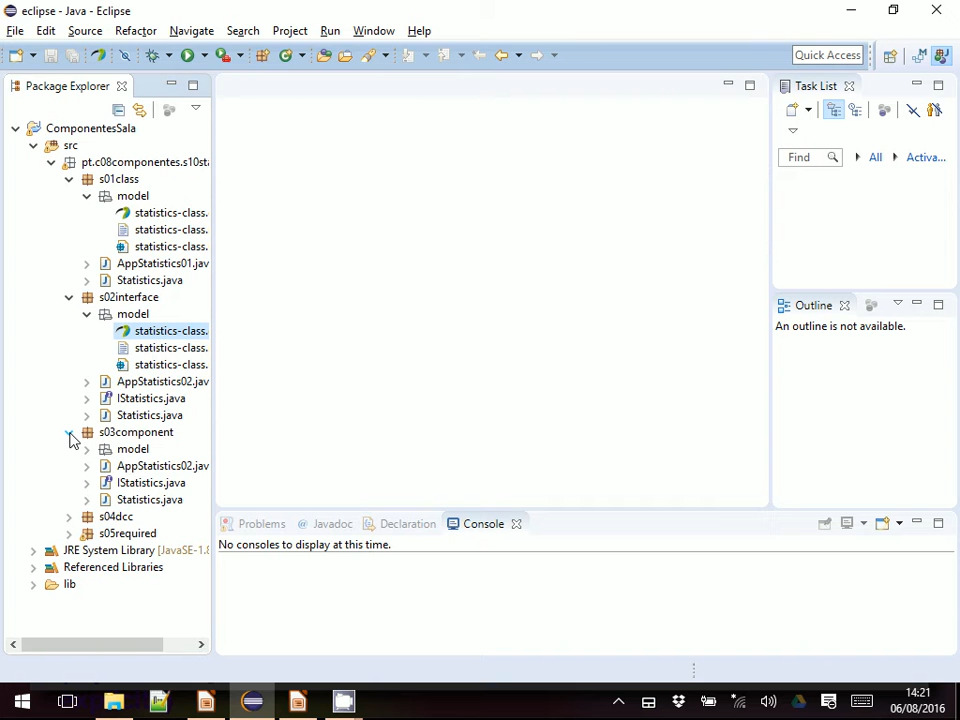 eclipse - Java - Eclipse
File Edit Source Refactor Navigate Search Project Run Window Help
Quick Access
Package Explorer
Task List
ComponentesSala
src
pt.c08componentes.s10sta
s01class
model
statistics-class.
statistics-class.
statistics-class.
AppStatistics01.jav
Statistics.java
s02interface
model
statistics-class.
statistics-class.
statistics-class.
AppStatistics02.jav
IStatistics.java
Statistics.java
s03component
model
AppStatistics02.jav
IStatistics.java
Statistics.java
s04dcc
s05required
JRE System Library [JavaSE-1.8
Referenced Libraries
lib
Find All Activa...
Outline
An outline is not available.
Problems @ Javadoc Declaration Console
No consoles to display at this time.
14:21
06/08/2016